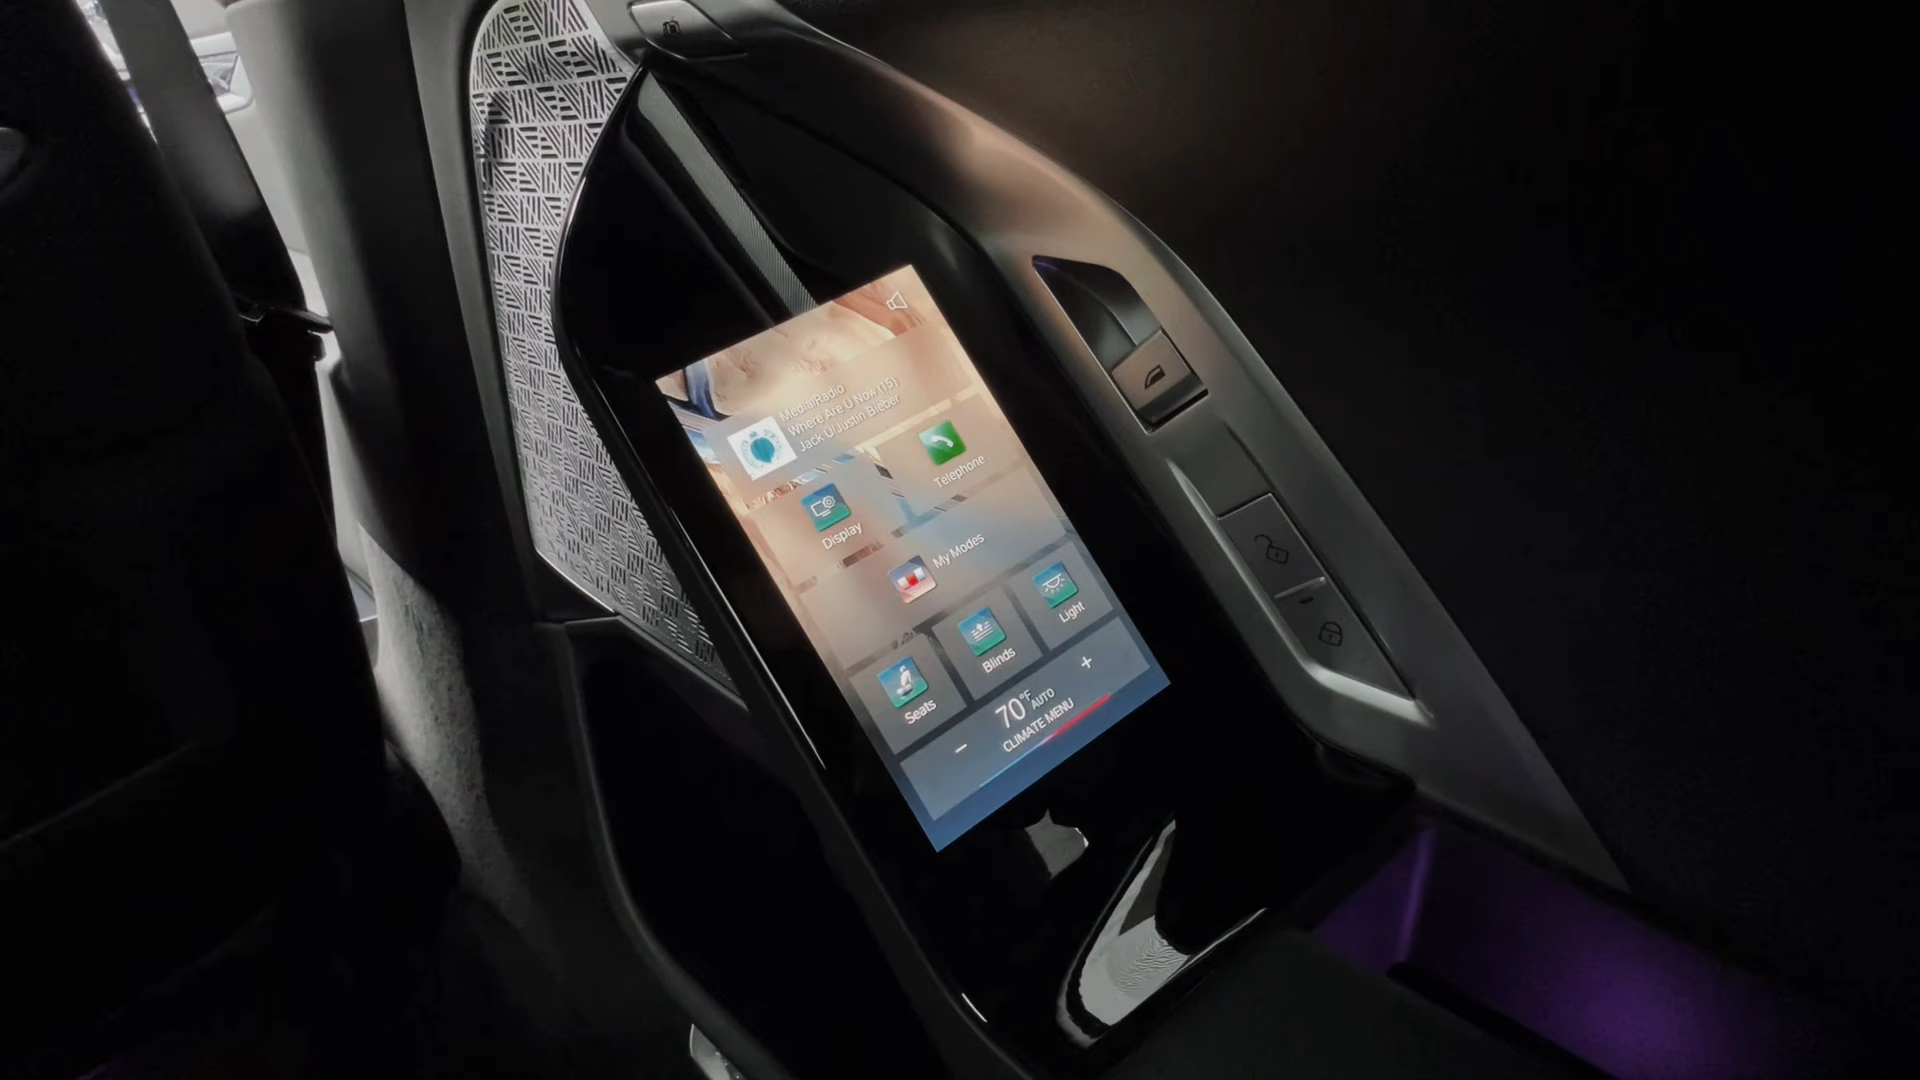 Media/Radio
Where Are Ü Now (15)
Jack Ü/Justin Bieber
Telephone
Display
My Modes
Light
Blinds
Seats
+
70°F AUTO
−
CLIMATE MENU